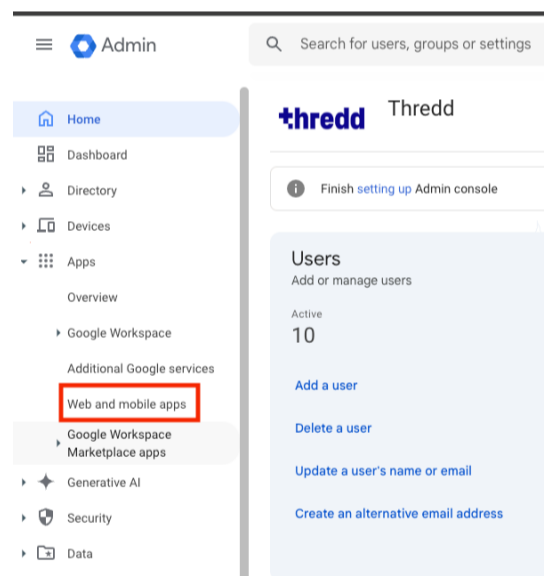 Admin
Search for users, groups or settings
Home
Dashboard
Directory
Devices
Apps
Overview
Google Workspace
Additional Google services
Web and mobile apps
Google Workspace
Marketplace apps
Generative AI
Security
Data
thredd
Thredd
Finish setting up Admin console
Users
Add or manage users
Active
10
Add a user
Delete a user
Update a user's name or email
Create an alternative email address